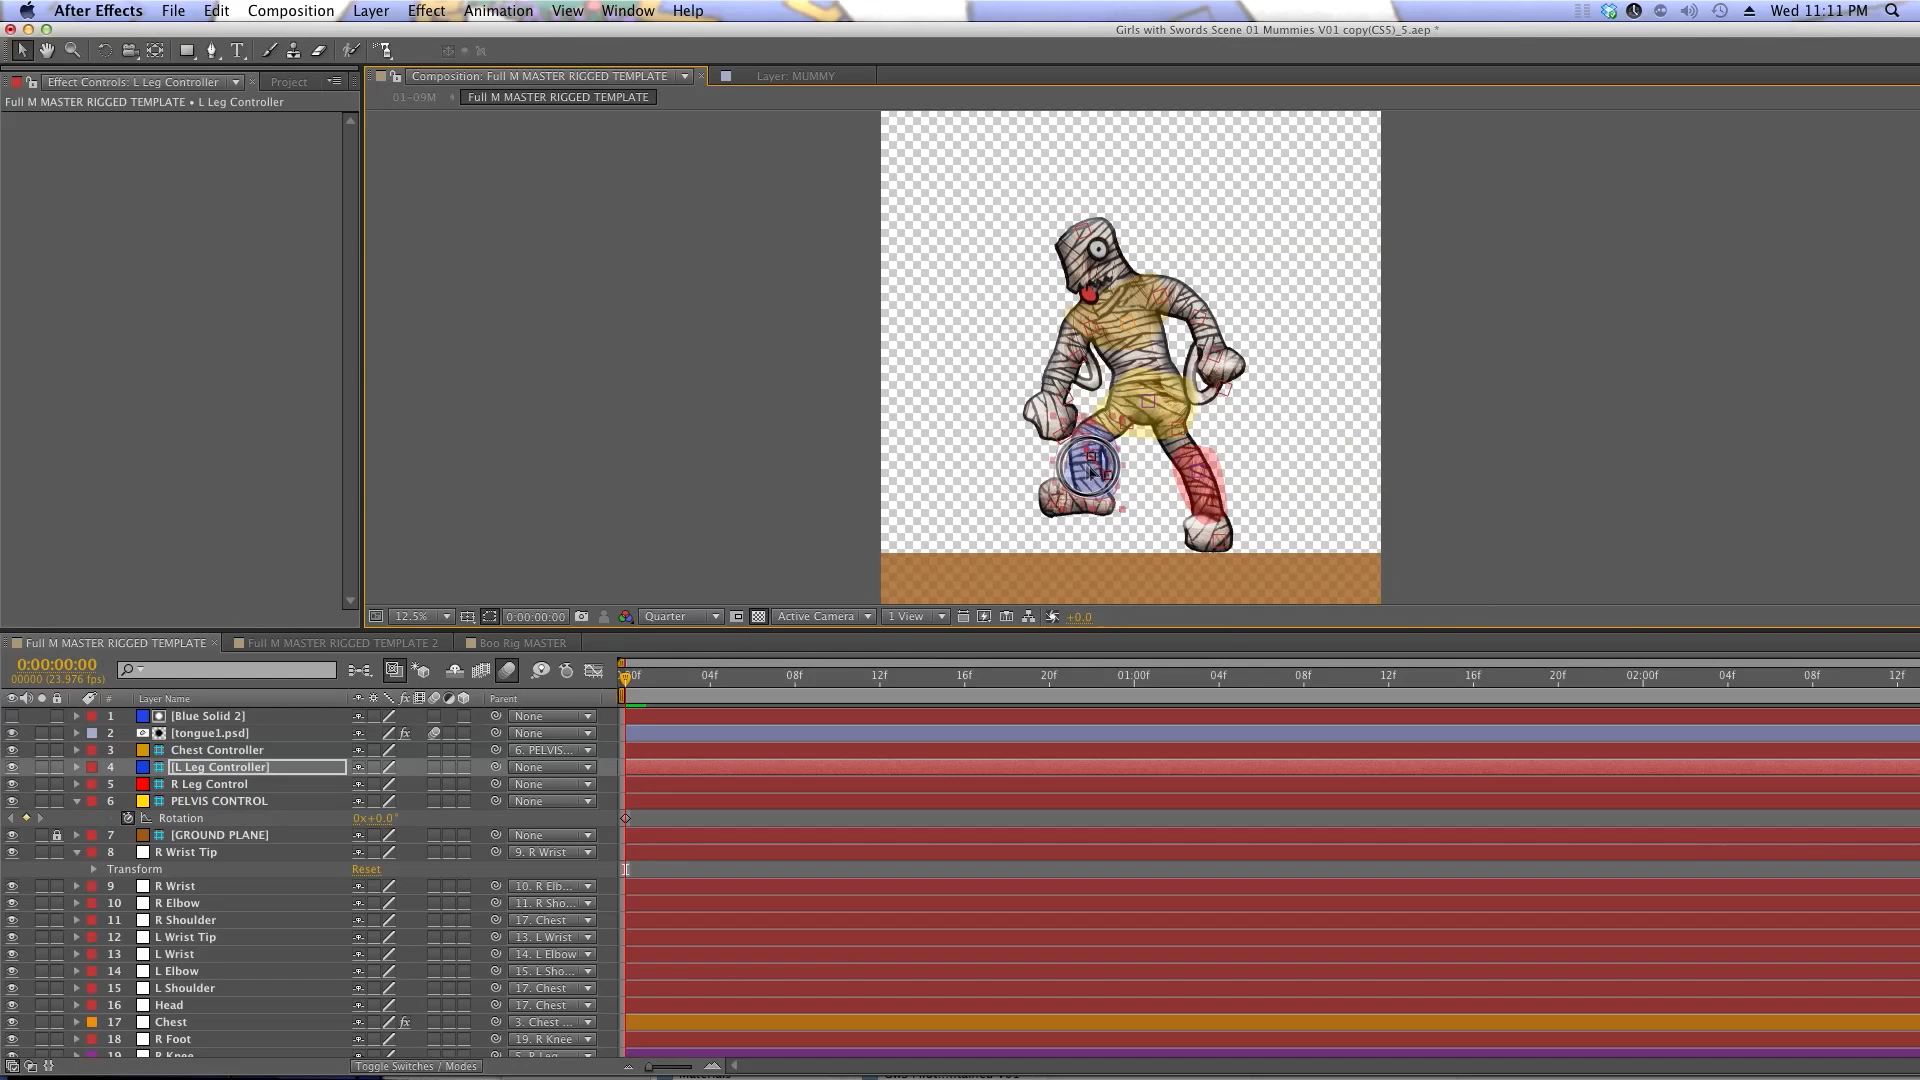 After Effects File Edit Composition Layer Effect Animation View Window Help Wed 11:11 PM
Girls with Swords Scene 01 Mummies V01 copy(CS5)_5.aep *
Effect Controls: L Leg Controller Project Composition: Full M MASTER RIGGED TEMPLATE Layer: MUMMY
Full M MASTER RIGGED TEMPLATE • L Leg Controller 01-09M Full M MASTER RIGGED TEMPLATE
12.5% 0:00:00:00 Quarter Active Camera 1 View +0.0
Full M MASTER RIGGED TEMPLATE Full M MASTER RIGGED TEMPLATE 2 Boo Rig MASTER
0:00:00:00
00000 (23.976 fps) 04f 08f 12f 16f 20f 01:00f 04f 08f 12f 16f 20f 02:00f 04f 08f 12f
# Layer Name fx Parent
1 [Blue Solid 2] None
2 [tongue1.psd] fx None
3 Chest Controller 6. PELVIS...
4 [L Leg Controller] None
5 R Leg Control None
6 PELVIS CONTROL None
Rotation 0x+0.0°
7 [GROUND PLANE] None
8 R Wrist Tip 9. R Wrist
Transform Reset
9 R Wrist 10. R Elb...
10 R Elbow 11. R Sho...
11 R Shoulder 17. Chest
12 L Wrist Tip 13. L Wrist
13 L Wrist 14. L Elbow
14 L Elbow 15. L Sho...
15 L Shoulder 17. Chest
16 Head 17. Chest
17 Chest fx 3. Chest ...
18 R Foot 19. R Knee
19 R Knee 5. R Leg...
Toggle Switches / Modes